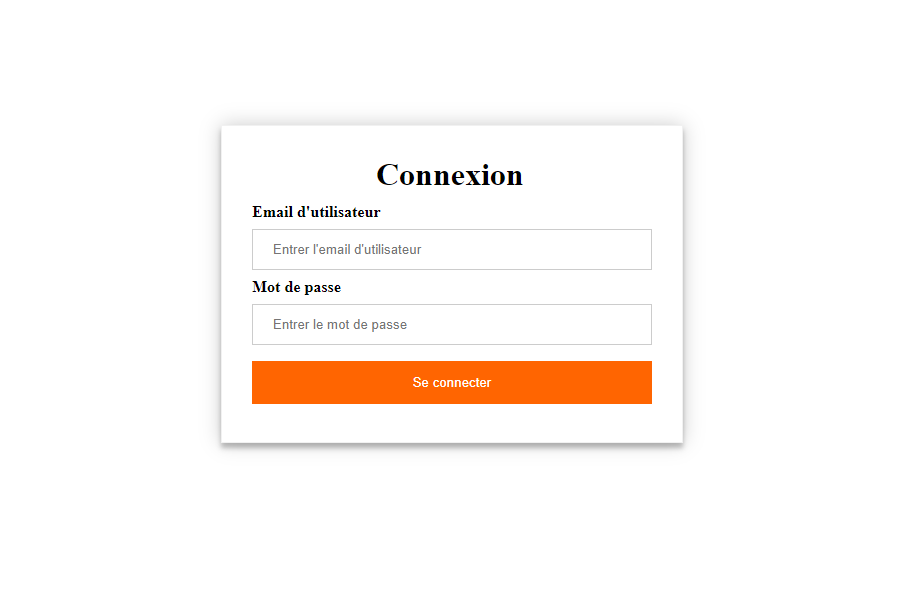 Connexion
Email d'utilisateur
Entrer l'email d'utilisateur
Mot de passe
Entrer le mot de passe
Se connecter